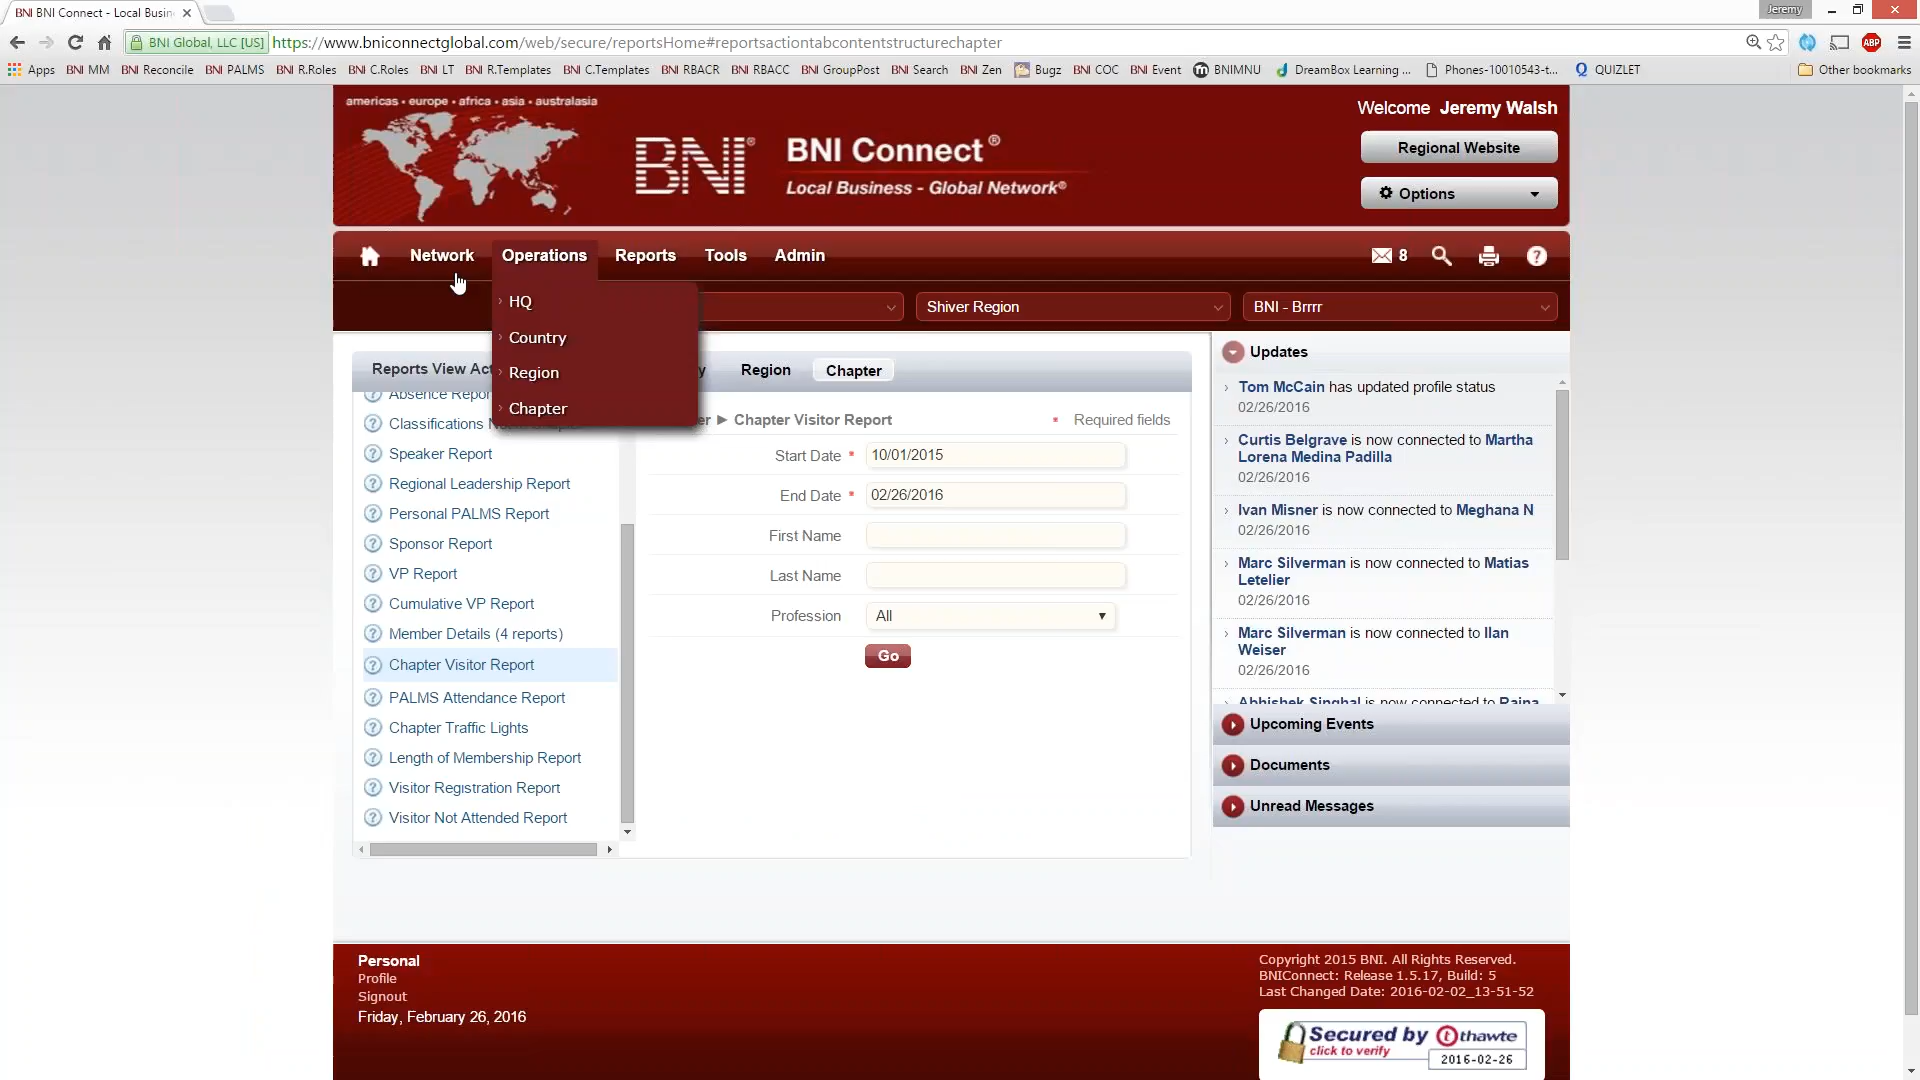 BNI BNI Connect - Local Busin
Jeremy
BNI Global, LLC [US]
https://www.bniconnectglobal.com/web/secure/reportsHome#reportsactiontabcontentstructurechapter
ABP
Apps BNI MM BNI Reconcile BNI PALMS BNI R.Roles BNI C.Roles BNI LT BNI R.Templates BNI C.Templates BNI RBACR BNI RBACC BNI GroupPost BNI Search BNI Zen Bugz BNI COC BNI Event BNIMNU DreamBox Learning ... Phones-10010543-t... QUIZLET Other bookmarks
americas • europe • africa • asia • australasia
BNI®
BNI Connect®
Local Business - Global Network®
Welcome Jeremy Walsh
Regional Website
Options
Network Operations Reports Tools Admin
8
HQ
Country
Region
Chapter
Shiver Region
BNI - Brrrr
Reports View Act
Region Chapter
Absence Repor
Classifications
Speaker Report
Regional Leadership Report
Personal PALMS Report
Sponsor Report
VP Report
Cumulative VP Report
Member Details (4 reports)
Chapter Visitor Report
PALMS Attendance Report
Chapter Traffic Lights
Length of Membership Report
Visitor Registration Report
Visitor Not Attended Report
er ▶ Chapter Visitor Report
* Required fields
Start Date * 10/01/2015
End Date * 02/26/2016
First Name
Last Name
Profession All
Go
Updates
Tom McCain has updated profile status
02/26/2016
Curtis Belgrave is now connected to Martha
Lorena Medina Padilla
02/26/2016
Ivan Misner is now connected to Meghana N
02/26/2016
Marc Silverman is now connected to Matias
Letelier
02/26/2016
Marc Silverman is now connected to Ilan
Weiser
02/26/2016
Abhishek Singhal is now connected to Raina
Upcoming Events
Documents
Unread Messages
Personal
Profile
Signout
Friday, February 26, 2016
Copyright 2015 BNI. All Rights Reserved.
BNIConnect: Release 1.5.17, Build: 5
Last Changed Date: 2016-02-02_13-51-52
Secured by thawte
click to verify
2016-02-26